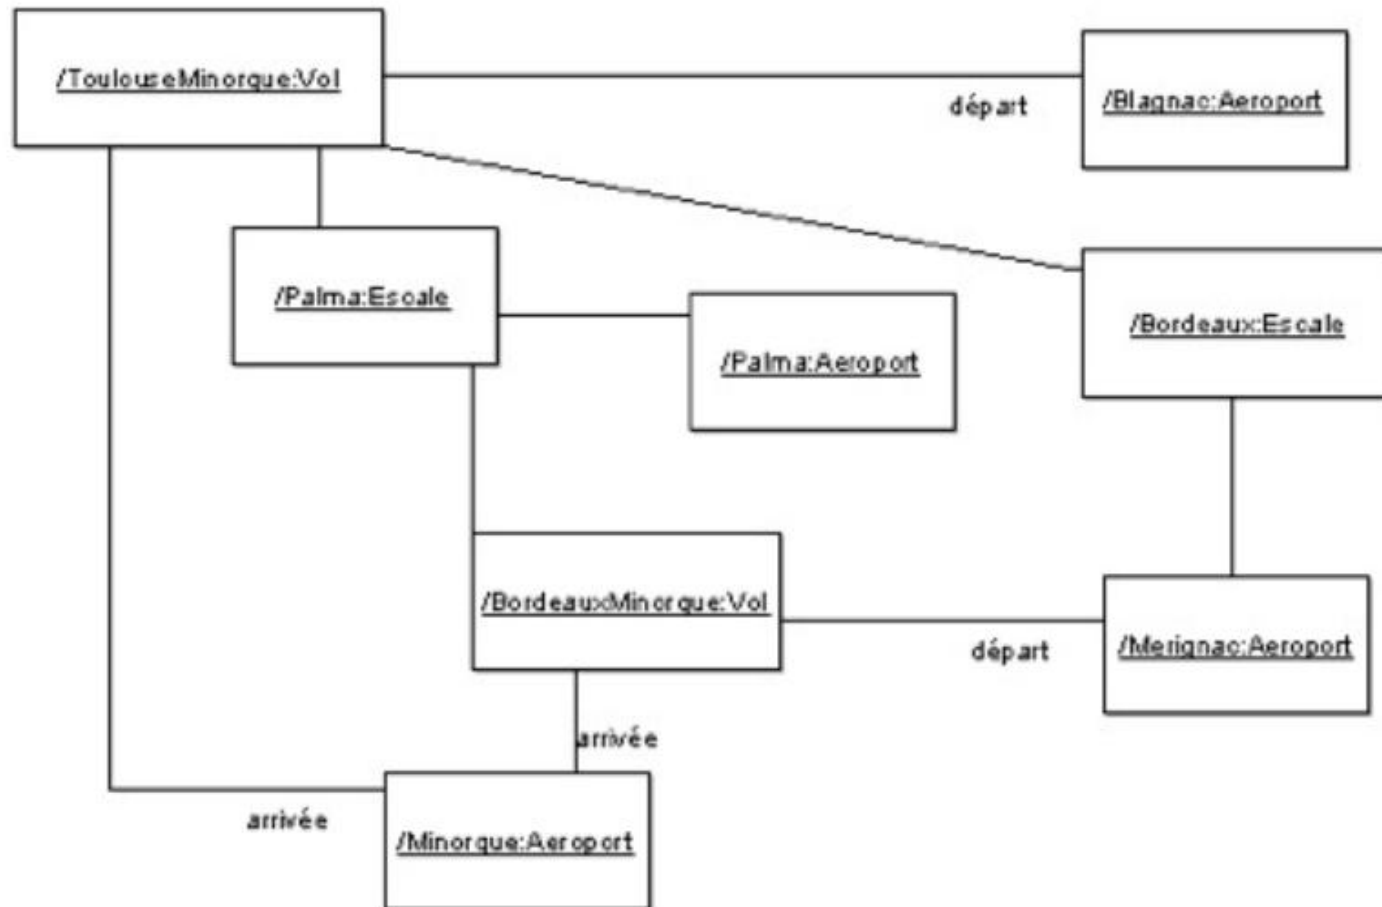 /ToulouseMinorque:Vol
départ
/Blagnac:Aeroport
/Palma:Escale
/Palma:Aeroport
/Bordeaux:Escale
/BordeauxMinorque:Vol
départ
/Merignac:Aeroport
arrivée
arrivée
/Minorque:Aeroport